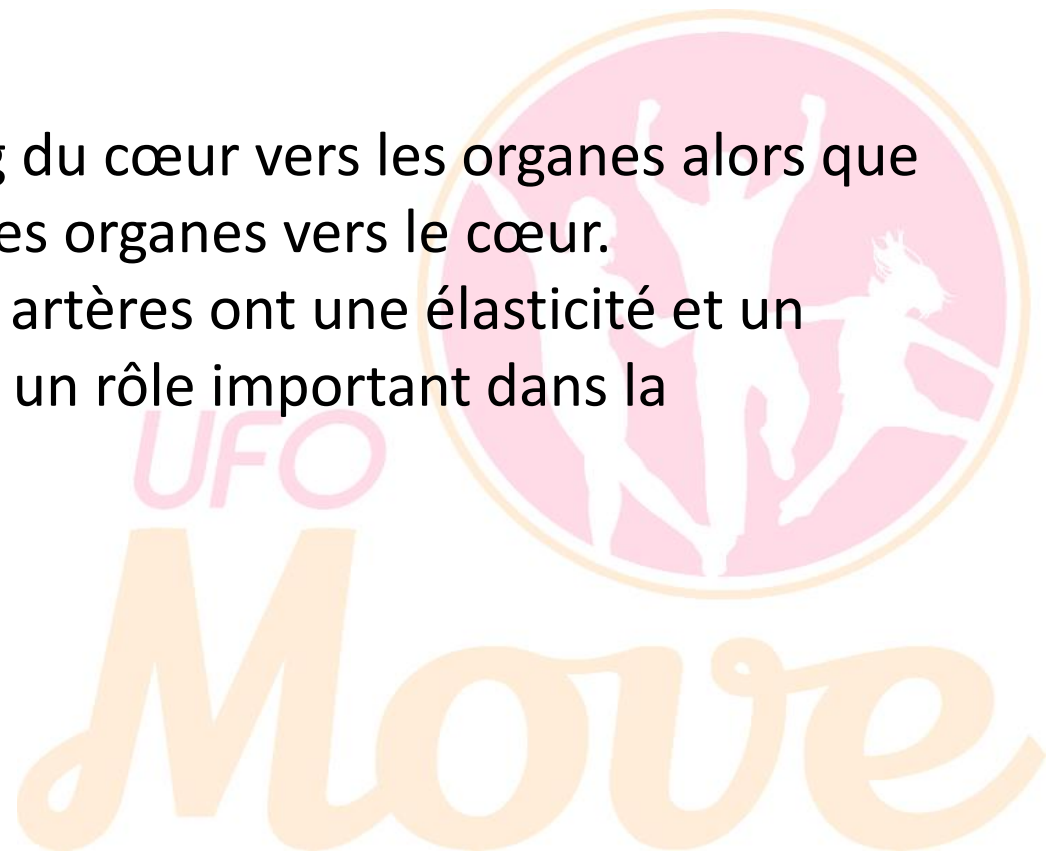 g du cœur vers les organes alors que
es organes vers le cœur.
artères ont une élasticité et un
un rôle important dans la
UFO
Move